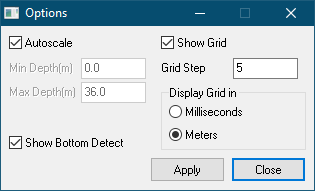 Options
Autoscale
Show Grid
Min Depth(m) 0.0
Grid Step 5
Max Depth(m) 36.0
Display Grid in
Milliseconds
Meters
Show Bottom Detect
Apply
Close